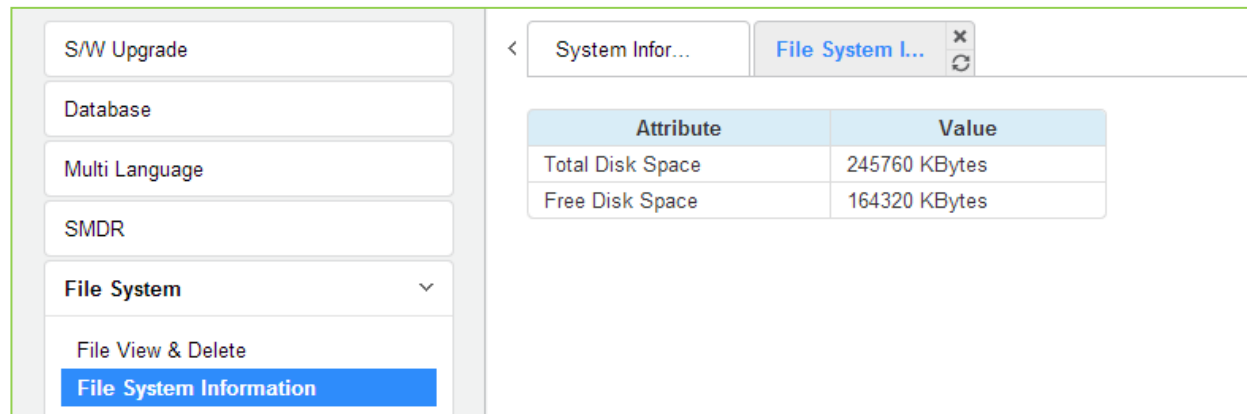 S/W Upgrade
Database
Multi Language
SMDR
File System
File View & Delete
File System Information
System Infor...
File System I...
Attribute Value
Total Disk Space 245760 KBytes
Free Disk Space 164320 KBytes